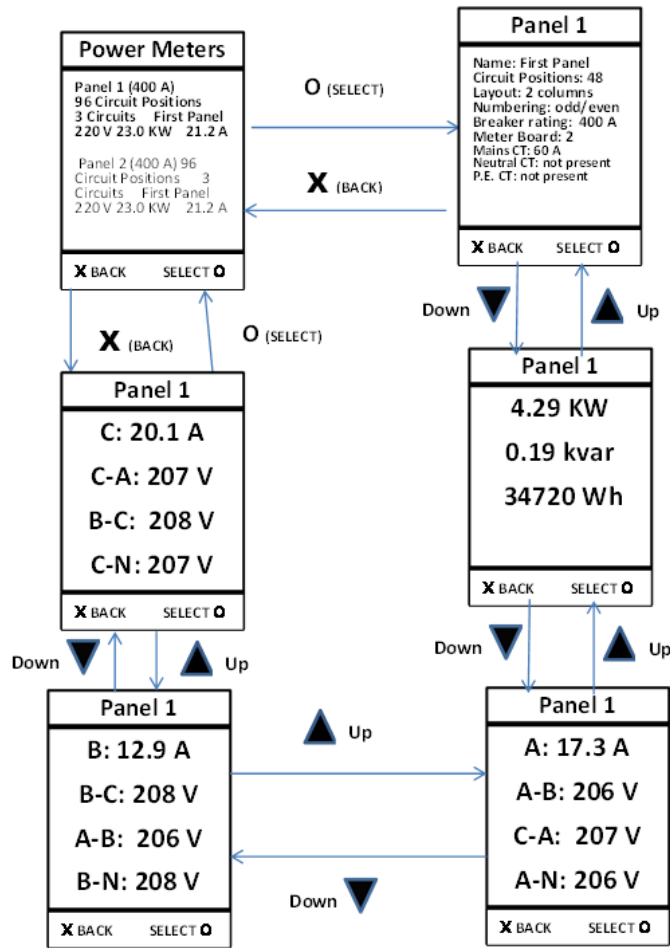 Power Meters
Panel 1 (400 A)
96 Circuit Positions
3 Circuits First Panel
220 V 23.0 KW 21.2 A
Panel 2 (400 A) 96
Circuit Positions 3
Circuits First Panel
220 V 23.0 KW 21.2 A
X BACK SELECT O
O (SELECT)
X (BACK)
Panel 1
Name: First Panel
Circuit Positions: 48
Layout: 2 columns
Numbering: odd/even
Breaker rating: 400 A
Meter Board: 2
Mains CT: 60 A
Neutral CT: not present
P.E. CT: not present
X BACK SELECT O
X (BACK)
O (SELECT)
Down
Up
Panel 1
C: 20.1 A
C-A: 207 V
B-C: 208 V
C-N: 207 V
X BACK SELECT O
Panel 1
4.29 KW
0.19 kvar
34720 Wh
X BACK SELECT O
Down
Up
Down
Up
Panel 1
B: 12.9 A
B-C: 208 V
A-B: 206 V
B-N: 208 V
X BACK SELECT O
Up
Down
Panel 1
A: 17.3 A
A-B: 206 V
C-A: 207 V
A-N: 206 V
X BACK SELECT O